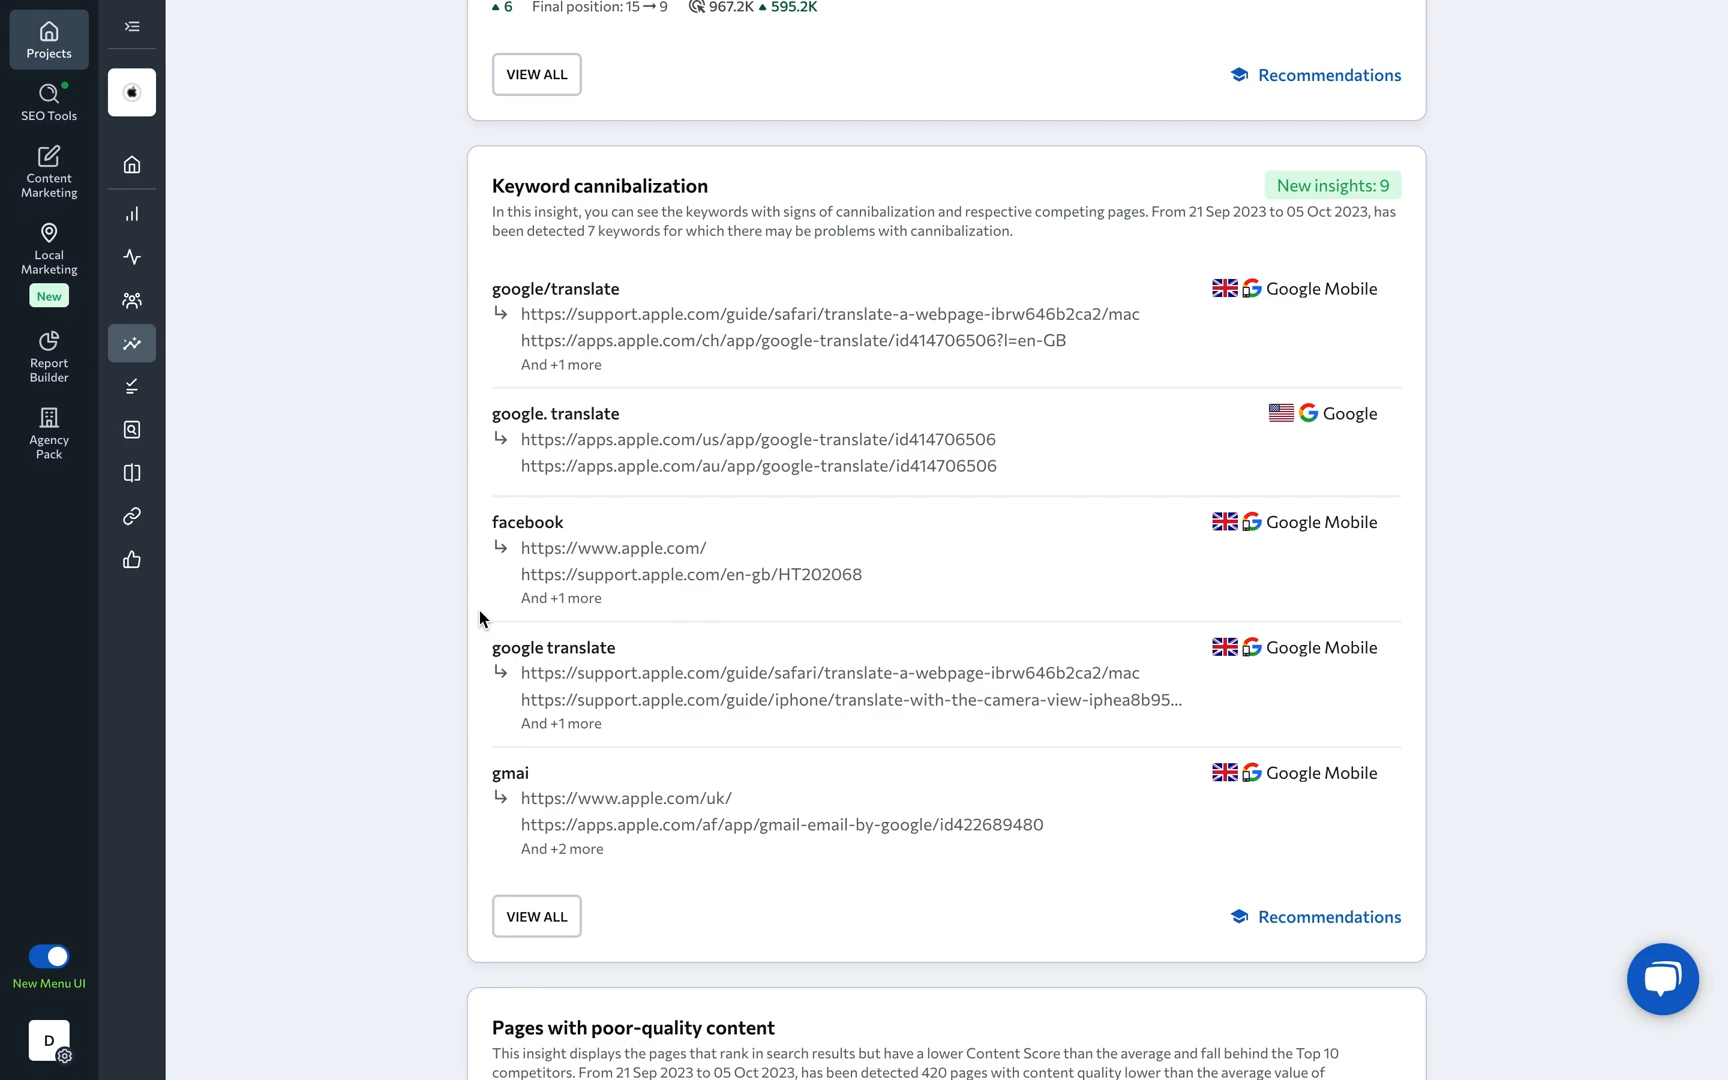 Projects
SEO Tools
Content
Marketing
Local
Marketing
New
Report
Builder
Agency
Pack
New Menu UI
D
6 Final position: 15 → 9 967.2K 595.2K
VIEW ALL
Recommendations
Keyword cannibalization
New insights: 9
In this insight, you can see the keywords with signs of cannibalization and respective competing pages. From 21 Sep 2023 to 05 Oct 2023, has
been detected 7 keywords for which there may be problems with cannibalization.
google/translate
Google Mobile
https://support.apple.com/guide/safari/translate-a-webpage-ibrw646b2ca2/mac
https://apps.apple.com/ch/app/google-translate/id414706506?l=en-GB
And +1 more
google. translate
Google
https://apps.apple.com/us/app/google-translate/id414706506
https://apps.apple.com/au/app/google-translate/id414706506
facebook
Google Mobile
https://www.apple.com/
https://support.apple.com/en-gb/HT202068
And +1 more
google translate
Google Mobile
https://support.apple.com/guide/safari/translate-a-webpage-ibrw646b2ca2/mac
https://support.apple.com/guide/iphone/translate-with-the-camera-view-iphea8b95...
And +1 more
gmai
Google Mobile
https://www.apple.com/uk/
https://apps.apple.com/af/app/gmail-email-by-google/id422689480
And +2 more
VIEW ALL
Recommendations
Pages with poor-quality content
This insight displays the pages that rank in search results but have a lower Content Score than the average and fall behind the Top 10
competitors. From 21 Sep 2023 to 05 Oct 2023, has been detected 420 pages with content quality lower than the average value of